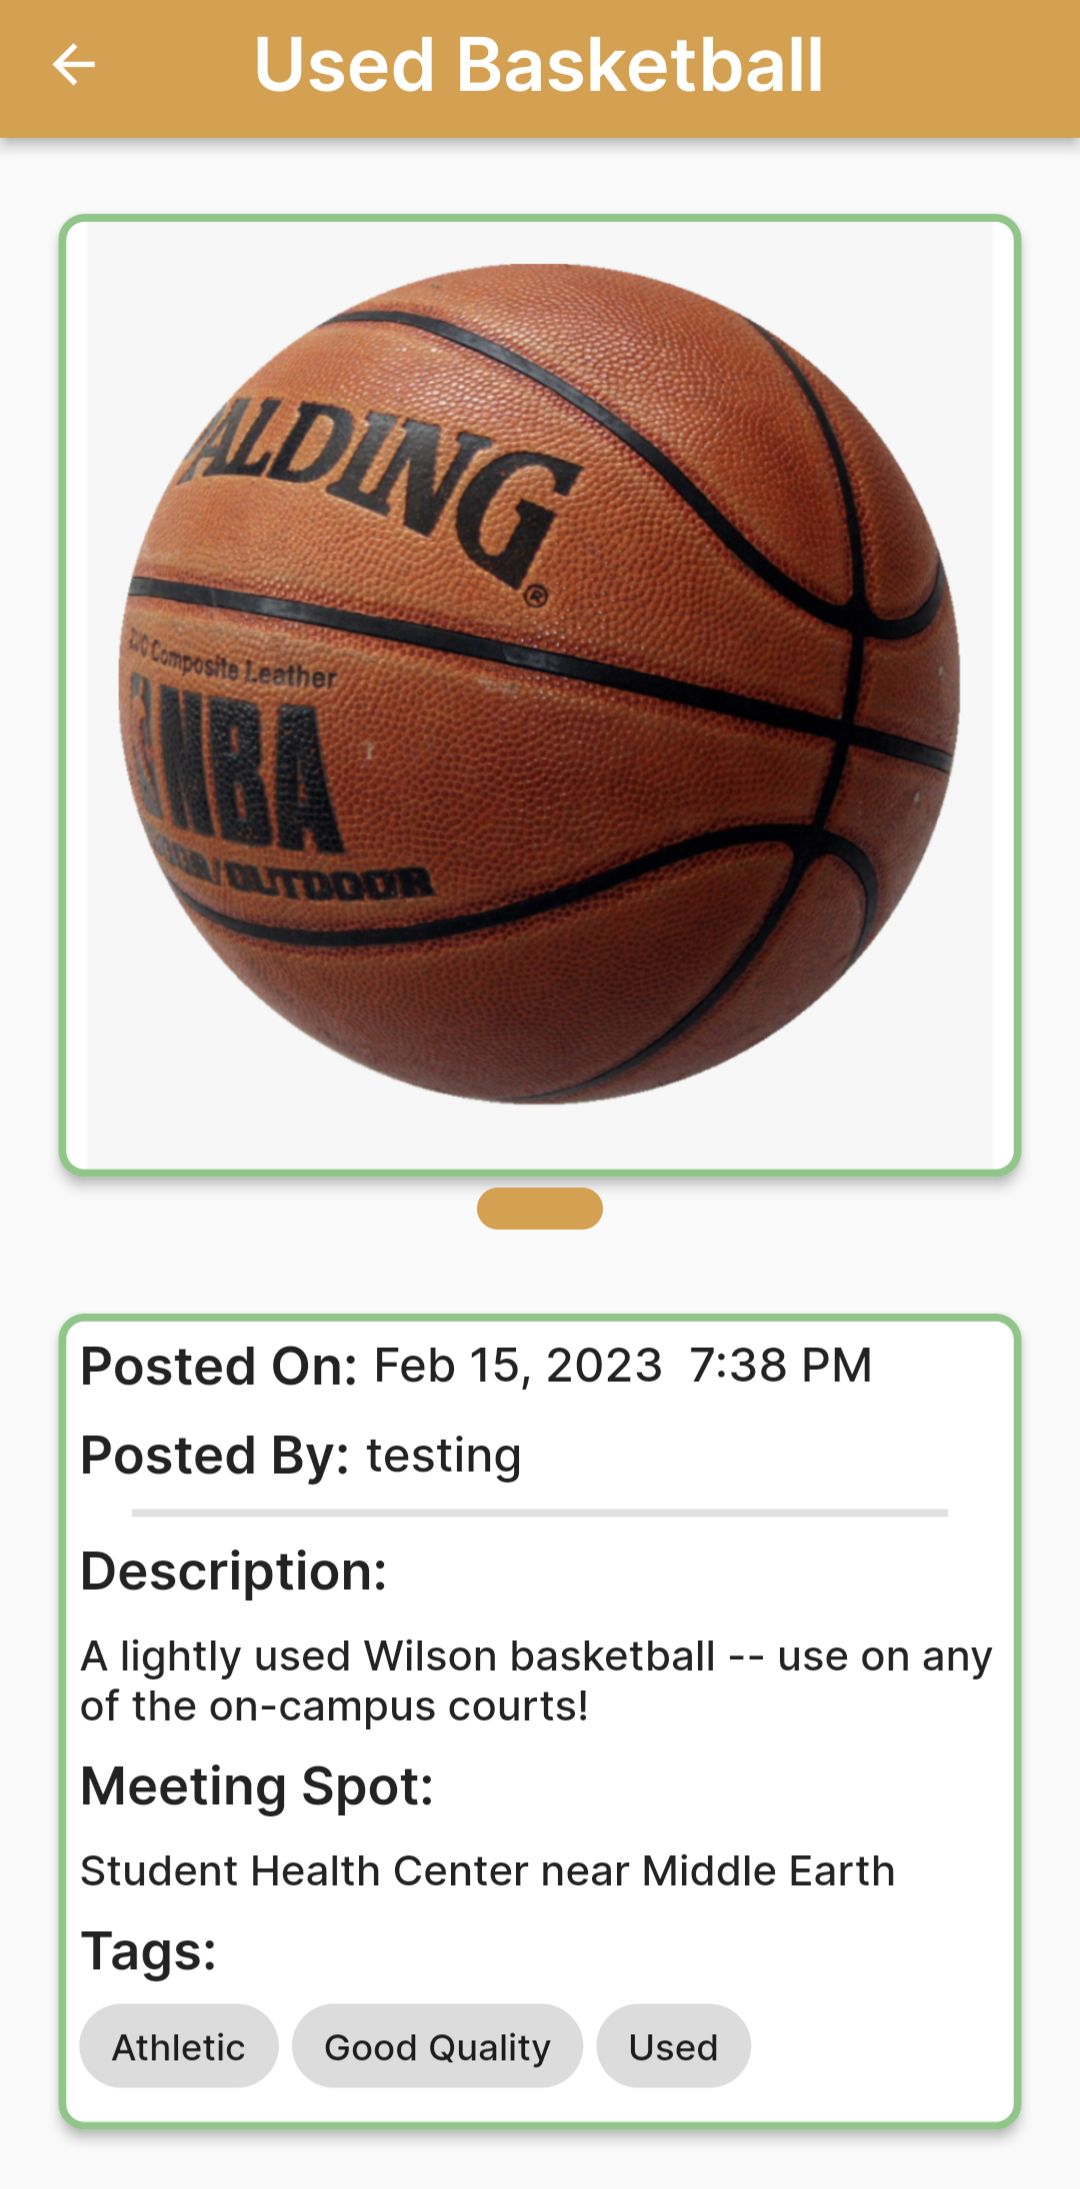 Used Basketball
PALDING®
Composite Leather
NBA
/OUTDOOR
Posted On: Feb 15, 2023 7:38 PM
Posted By: testing
Description:
A lightly used Wilson basketball -- use on any
of the on-campus courts!
Meeting Spot:
Student Health Center near Middle Earth
Tags:
Athletic Good Quality Used